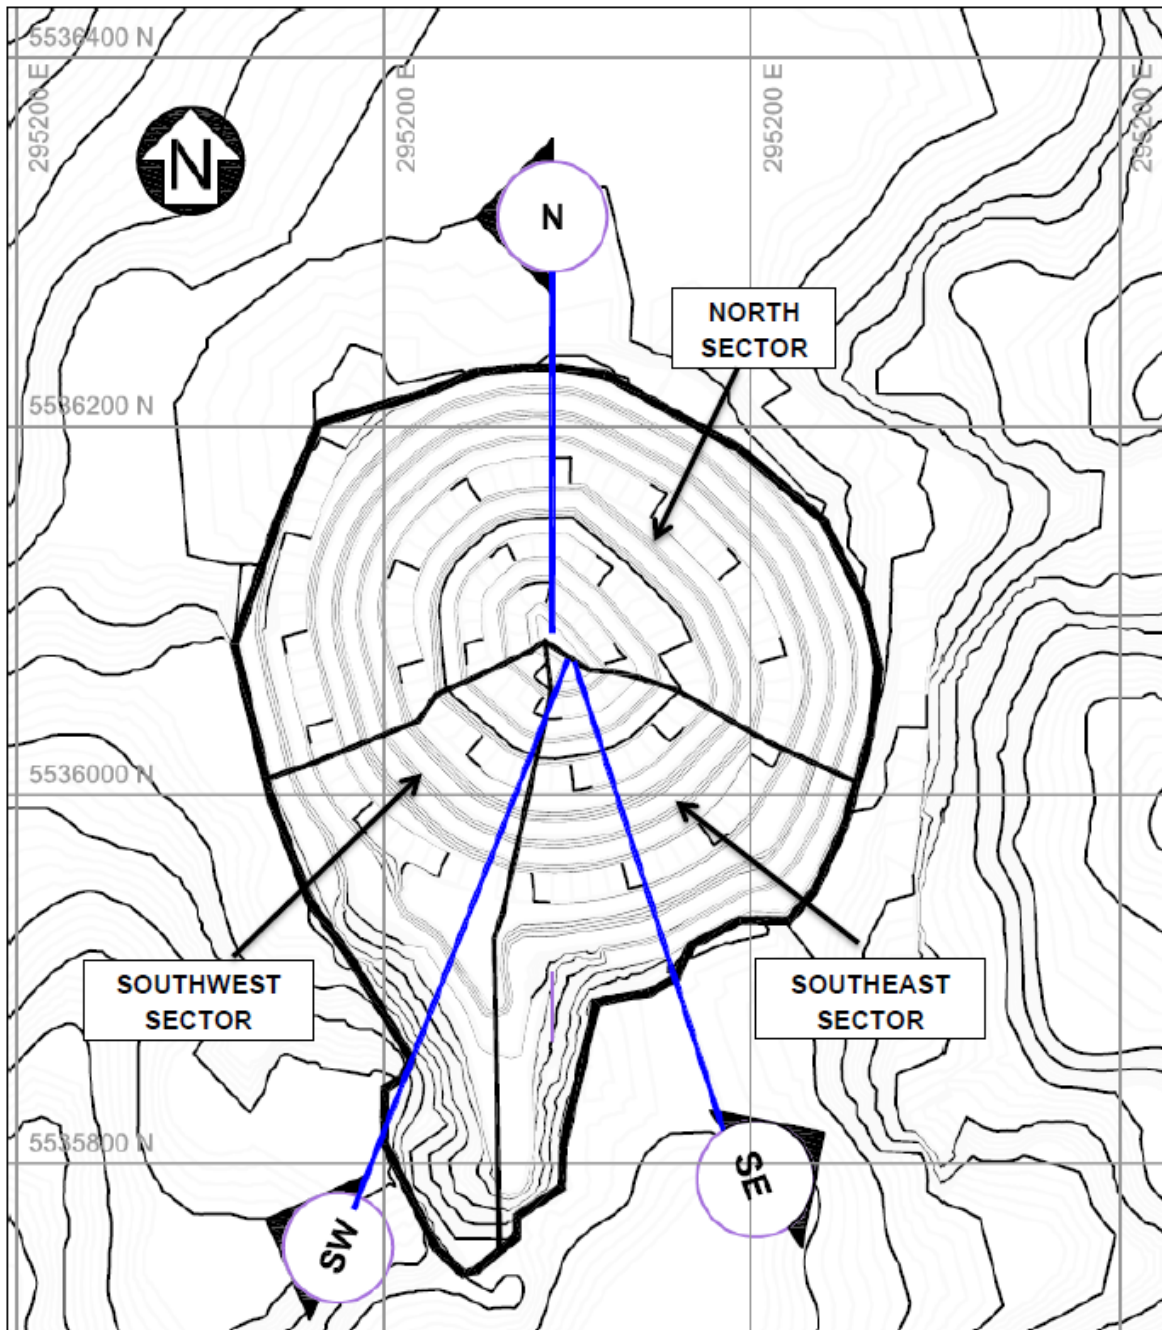 5536400 N
295200 E
295200 E
295200 E
295200 E
N
N
NORTH
SECTOR
5536200 N
5536000 N
SOUTHWEST
SECTOR
SOUTHEAST
SECTOR
5535800 N
SE
SW